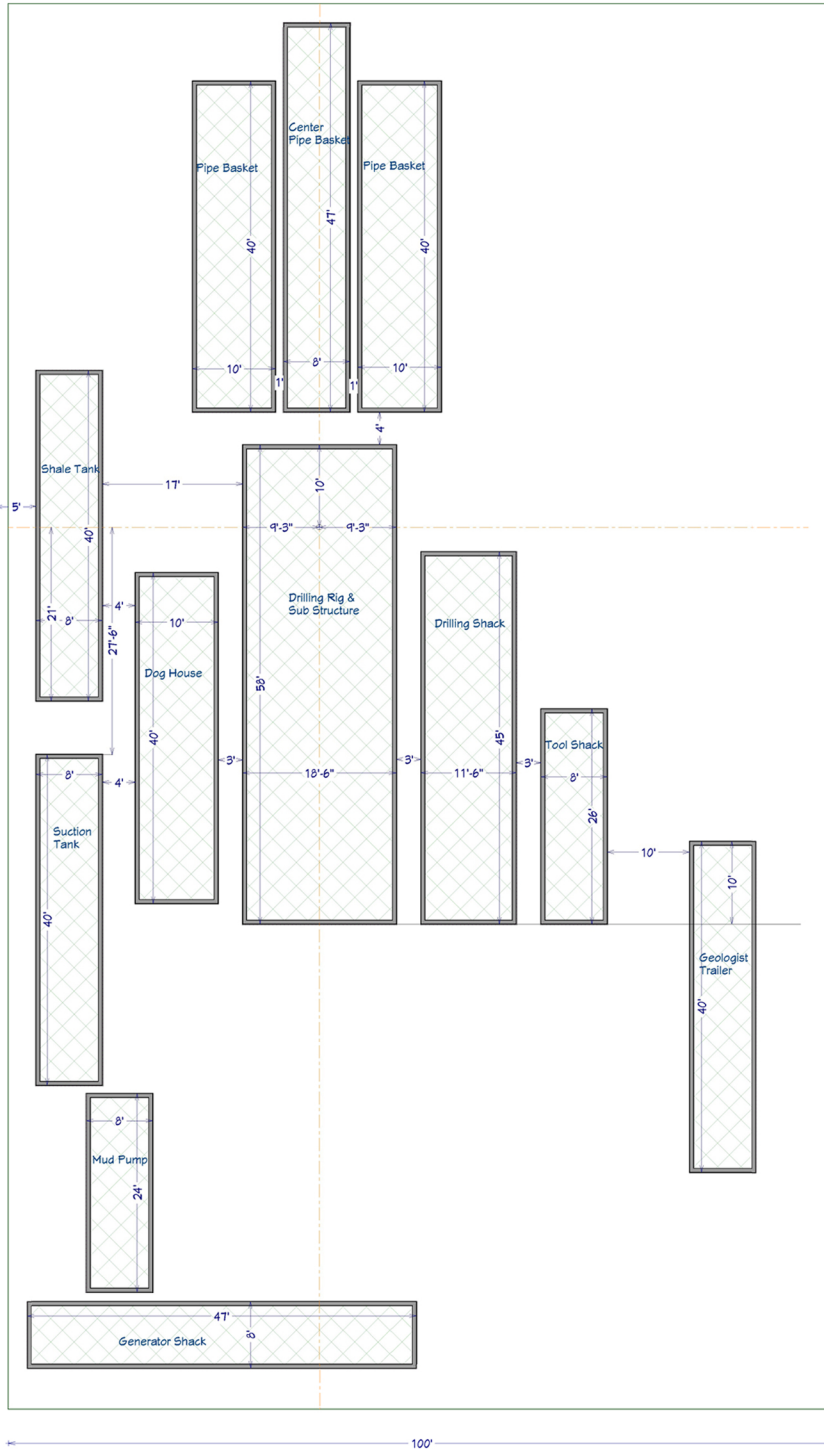 Center
Pipe Basket
Pipe Basket
Pipe Basket
47'
40'
40'
10'
8'
10'
1'
1'
4'
Shale Tank
17'
10'
5'
9'-3"
9'-3"
40'
21'
4'
8'
27'-6"
10'
Drilling Rig &
Sub Structure
Drilling Shack
Dog House
58'
40'
45'
Tool Shack
3'
3'
3'
8'
4'
18'-6"
11'-6"
8'
26'
Suction
Tank
10'
10'
40'
Geologist
Trailer
40'
8'
Mud Pump
24'
47'
8'
Generator Shack
100'